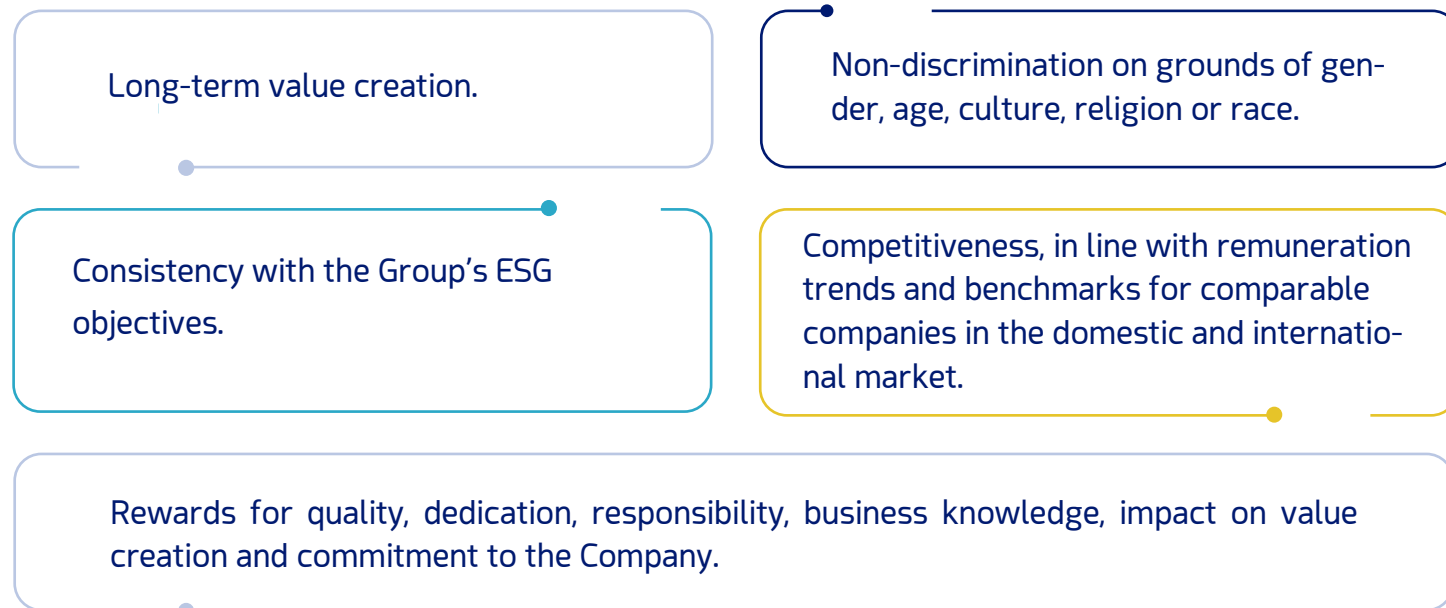 Long-term value creation.
Non-discrimination on grounds of gen-
der, age, culture, religion or race.
Consistency with the Group’s ESG
objectives.
Competitiveness, in line with remuneration
trends and benchmarks for comparable
companies in the domestic and internatio-
nal market.
Rewards for quality, dedication, responsibility, business knowledge, impact on value
creation and commitment to the Company.